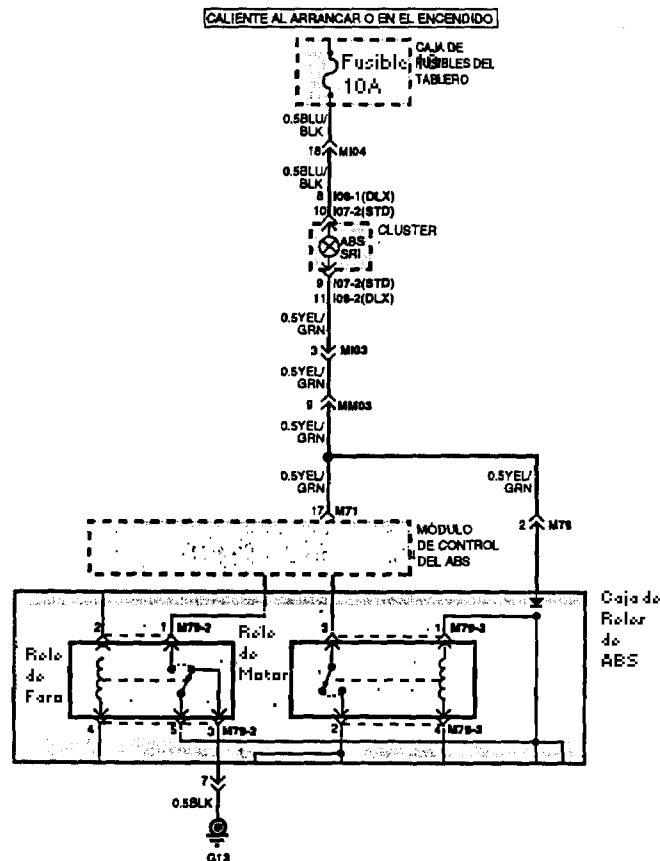 CALIENTE AL ARRANCAR O EN EL ENCENDIDO
Fusible
10A
CAJA DE
FUSIBLES DEL
TABLERO
0.5BLU/
BLK
18 MI04
0.5BLU/
BLK
8 I06-1(DLX)
10 I07-2(STD)
CLUSTER
ABS
SRI
9 I07-2(STD)
11 I06-2(DLX)
0.5YEL/
GRN
3 MI03
0.5YEL/
GRN
9 MM03
0.5YEL/
GRN
0.5YEL/
GRN
0.5YEL/
GRN
17 M71
2 M78
MÓDULO
DE CONTROL
DEL ABS
Caja de
Reles
de
ABS
2 1 M79-2
3 1 M79-3
Rele
de
Faro
Rele
de
Motor
4 5 3 M79-2
2 4 M79-3
1
7
0.5BLK
G13